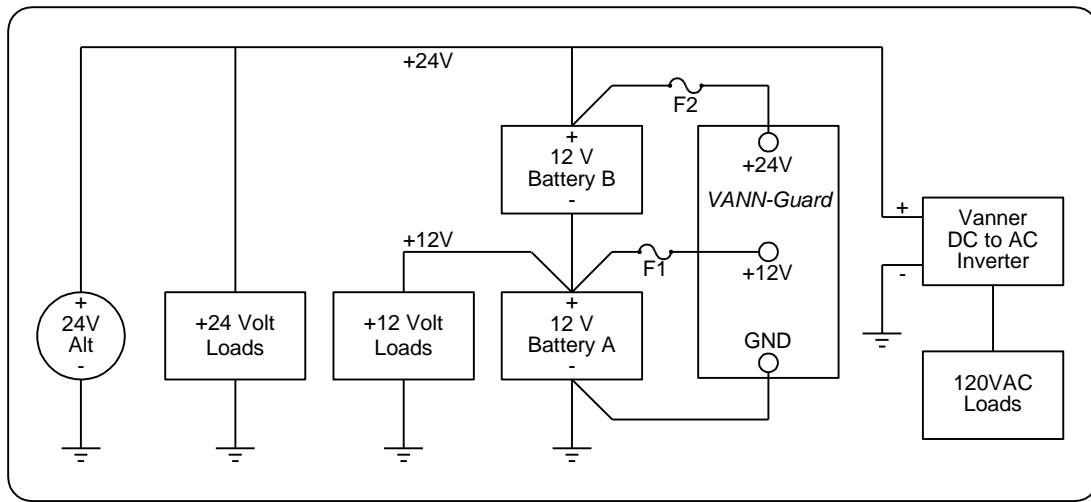 +24V
F2
+
12 V
Battery B
-
+24V
VANN-Guard
+12V
F1
+12V
+
24V
Alt
-
+24 Volt
Loads
+12 Volt
Loads
+
12 V
Battery A
-
GND
+
-
Vanner
DC to AC
Inverter
120VAC
Loads